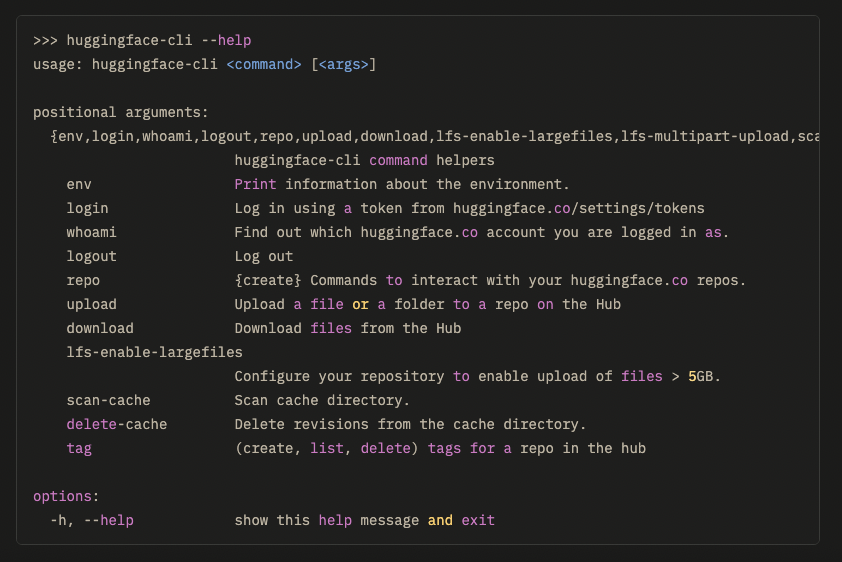 >>> huggingface-cli --help
usage: huggingface-cli <command> [<args>]
positional arguments:
{env,login,whoami,logout,repo,upload,download,lfs-enable-largefiles,lfs-multipart-upload,sca
huggingface-cli command helpers
env Print information about the environment.
login Log in using a token from huggingface.co/settings/tokens
whoami Find out which huggingface.co account you are logged in as.
logout Log out
repo {create} Commands to interact with your huggingface.co repos.
upload Upload a file or a folder to a repo on the Hub
download Download files from the Hub
lfs-enable-largefiles
Configure your repository to enable upload of files > 5GB.
scan-cache Scan cache directory.
delete-cache Delete revisions from the cache directory.
tag (create, list, delete) tags for a repo in the hub
options:
-h, --help show this help message and exit